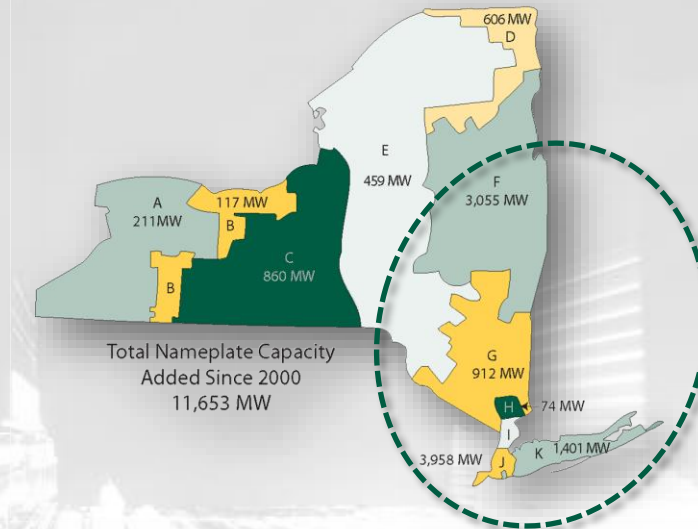 606 MW
D
E
459 MW
F
3,055 MW
A
211MW
117 MW
B
C
860 MW
B
Total Nameplate Capacity
Added Since 2000
11,653 MW
G
912 MW
H
74 MW
I
3,958 MW
J
K
1,401 MW